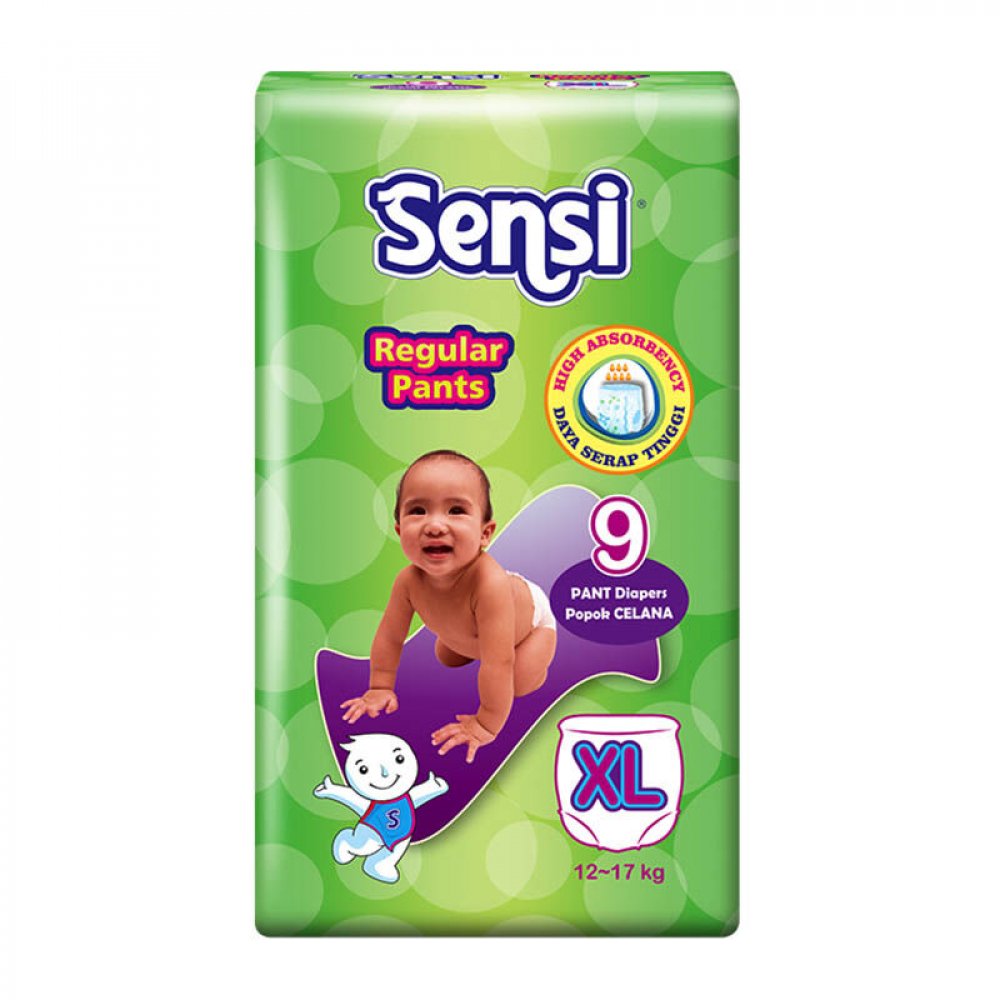 Sensi®
Regular
Pants
HIGH ABSORBENCY
DAYA SERAP TINGGI
9
PANT Diapers
Popok CELANA
S
XL
12~17 kg